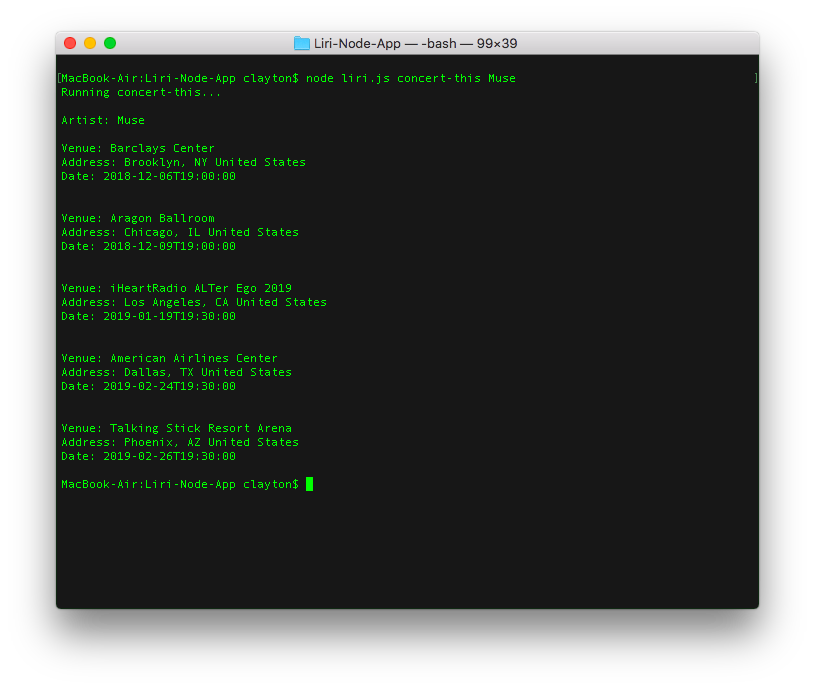 Liri-Node-App — -bash — 99×39
[MacBook-Air:Liri-Node-App clayton$ node liri.js concert-this Muse ]
Running concert-this...
Artist: Muse
Venue: Barclays Center
Address: Brooklyn, NY United States
Date: 2018-12-06T19:00:00
Venue: Aragon Ballroom
Address: Chicago, IL United States
Date: 2018-12-09T19:00:00
Venue: iHeartRadio ALTer Ego 2019
Address: Los Angeles, CA United States
Date: 2019-01-19T19:30:00
Venue: American Airlines Center
Address: Dallas, TX United States
Date: 2019-02-24T19:30:00
Venue: Talking Stick Resort Arena
Address: Phoenix, AZ United States
Date: 2019-02-26T19:30:00
MacBook-Air:Liri-Node-App clayton$